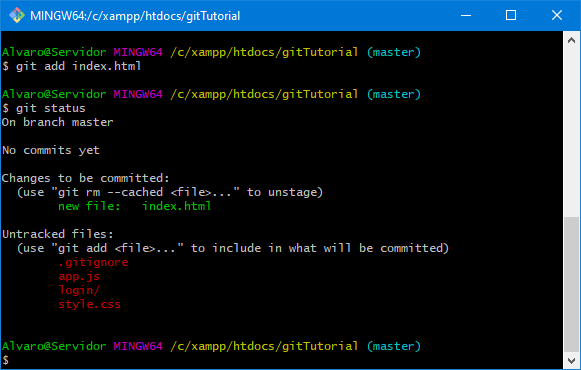 MINGW64:/c/xampp/htdocs/gitTutorial
Alvaro@Servidor MINGW64 /c/xampp/htdocs/gitTutorial (master)
$ git add index.html
Alvaro@Servidor MINGW64 /c/xampp/htdocs/gitTutorial (master)
$ git status
On branch master
No commits yet
Changes to be committed:
  (use "git rm --cached <file>..." to unstage)
        new file:   index.html
Untracked files:
  (use "git add <file>..." to include in what will be committed)
        .gitignore
        app.js
        login/
        style.css
Alvaro@Servidor MINGW64 /c/xampp/htdocs/gitTutorial (master)
$